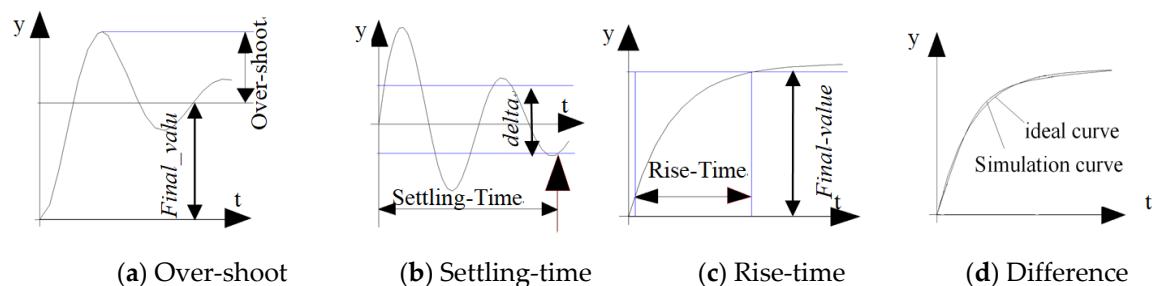 y
Over-shoot
Final_valu
t
(a) Over-shoot
y
delta
t
Settling-Time
(b) Settling-time
y
Rise-Time
Final-value
t
(c) Rise-time
y
ideal curve
Simulation curve
t
(d) Difference